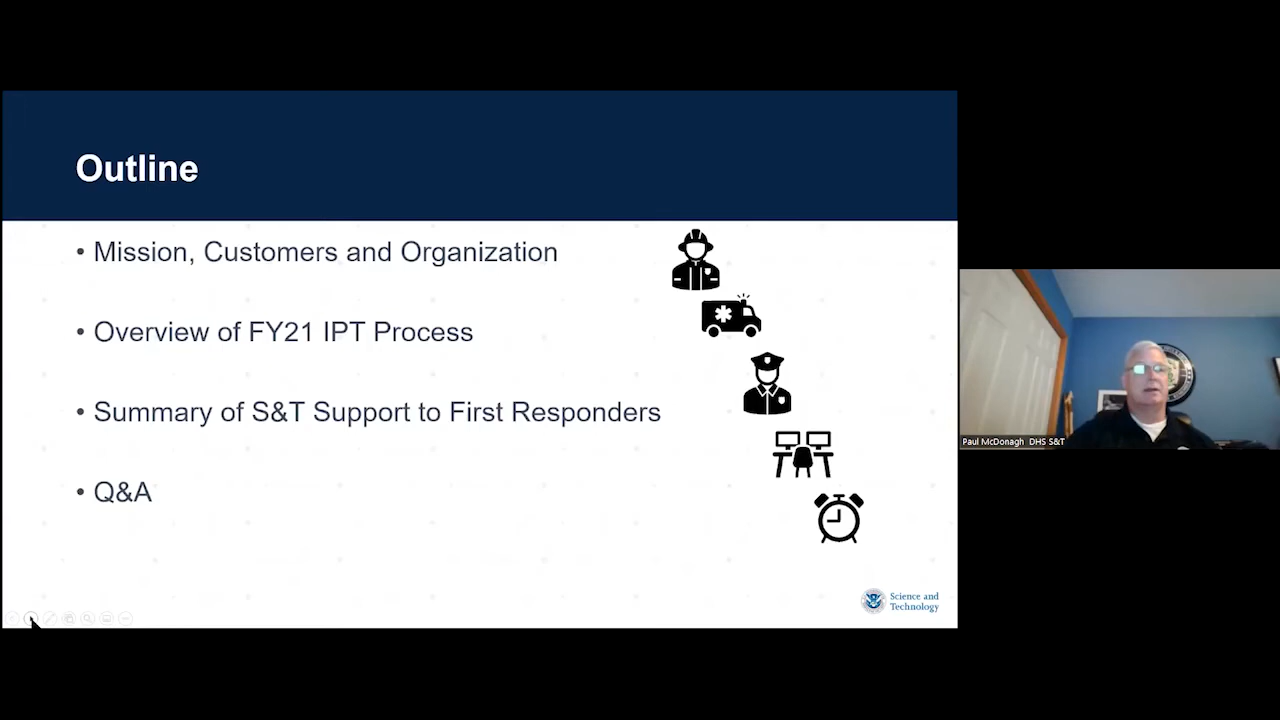 Outline
• Mission, Customers and Organization
• Overview of FY21 IPT Process
• Summary of S&T Support to First Responders
• Q&A
Science and
Technology
Paul McDonagh DHS S&T